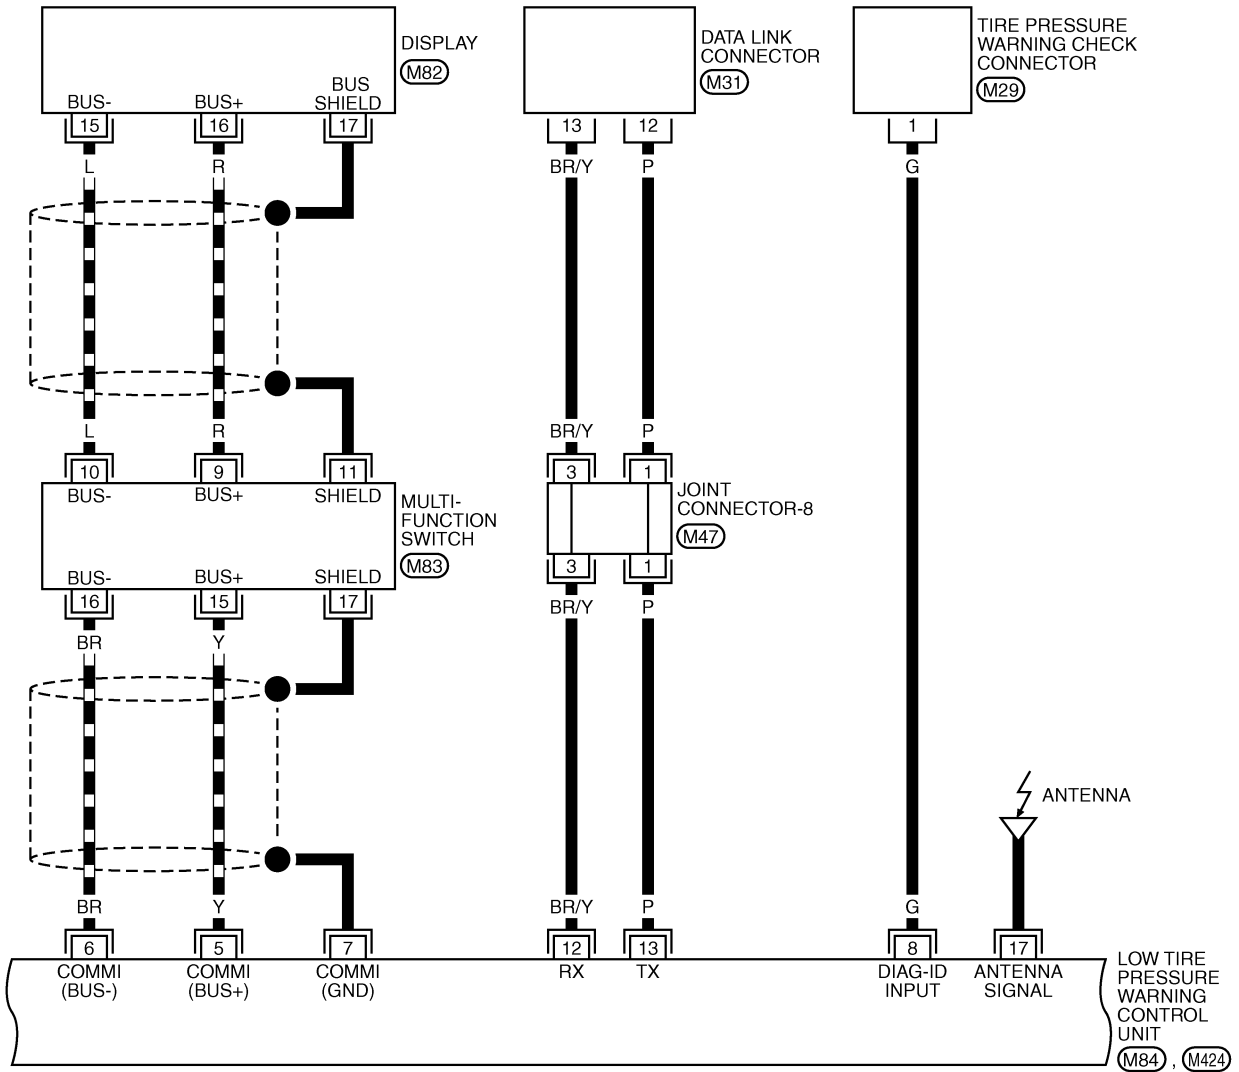 DISPLAY
M82
BUS-
BUS+
BUS
SHIELD
15
16
17
DATA LINK
CONNECTOR
M31
13
12
TIRE PRESSURE
WARNING CHECK
CONNECTOR
M29
1
L
R
BR/Y
P
G
L
R
BR/Y
P
10
9
11
3
1
BUS-
BUS+
SHIELD
MULTI-
FUNCTION
SWITCH
M83
JOINT
CONNECTOR-8
M47
BUS-
BUS+
SHIELD
16
15
17
3
1
BR
Y
BR/Y
P
ANTENNA
BR
Y
BR/Y
P
G
6
5
7
12
13
8
17
COMMI
(BUS-)
COMMI
(BUS+)
COMMI
(GND)
RX
TX
DIAG-ID
INPUT
ANTENNA
SIGNAL
LOW TIRE
PRESSURE
WARNING
CONTROL
UNIT
M84 , M424